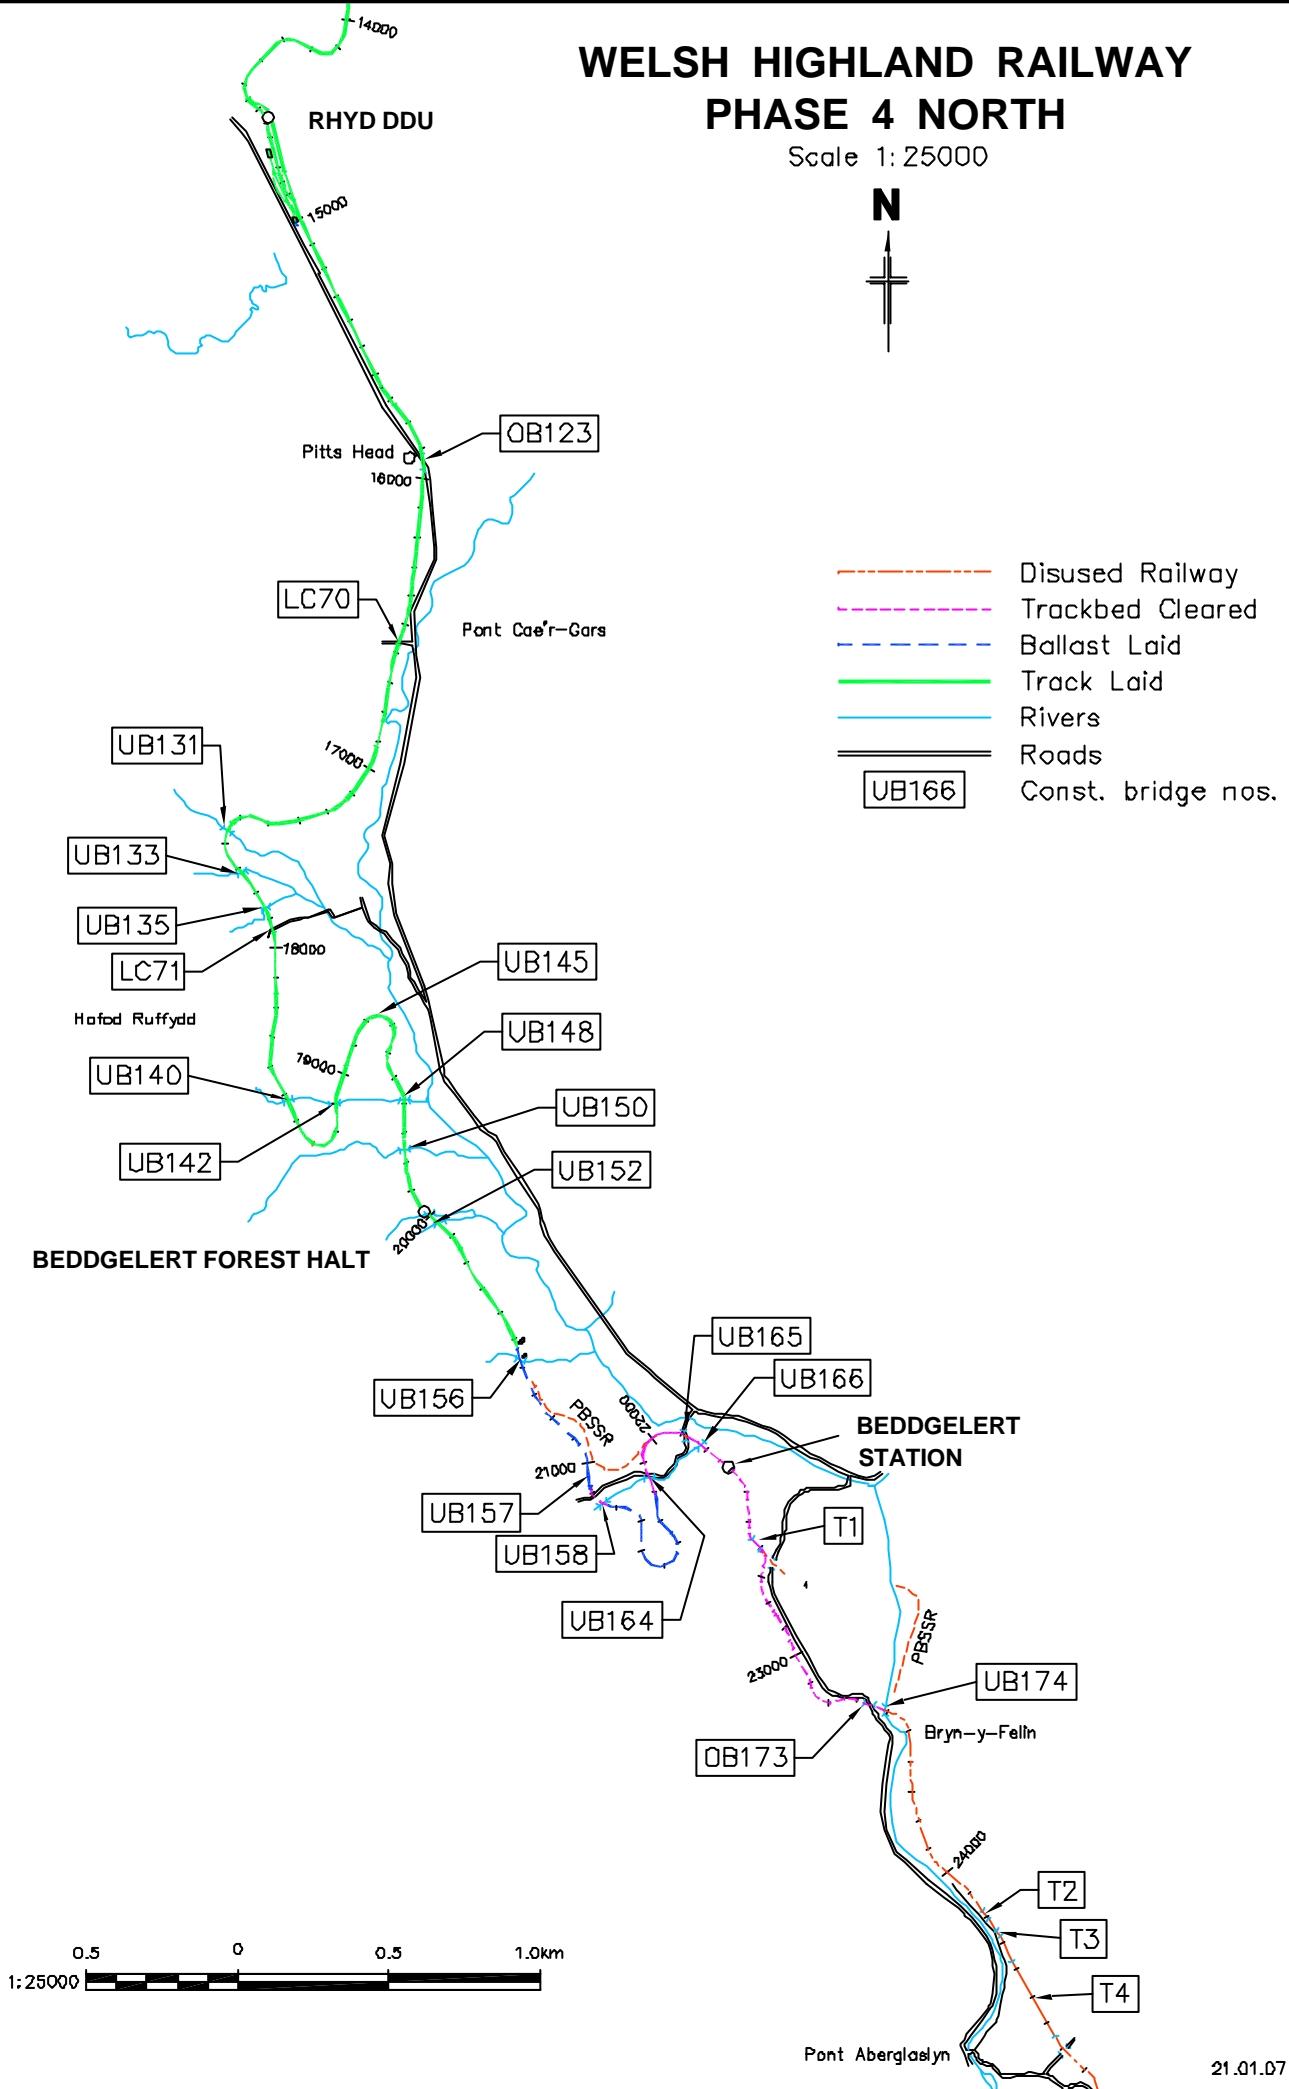 14000
WELSH HIGHLAND RAILWAY
PHASE 4 NORTH
Scale 1:25000
N
RHYD DDU
15000
OB123
Pitts Head
16000
LC70
Pont Cae'r-Gars
Disused Railway
Trackbed Cleared
Ballast Laid
Track Laid
Rivers
Roads
UB166 Const. bridge nos.
UB131
17000
UB133
UB135
LC71
18000
UB145
Hafod Ruffydd
UB148
19000
UB140
UB150
UB142
UB152
20000
BEDDGELERT FOREST HALT
UB165
UB166
UB156
PBSSR
22000
BEDDGELERT
STATION
21000
UB157
T1
UB158
UB164
PBSSR
23000
UB174
Bryn-y-Felin
OB173
24000
T2
T3
T4
0.5 0 0.5 1.0km
1:25000
Pont Aberglaslyn
21.01.07